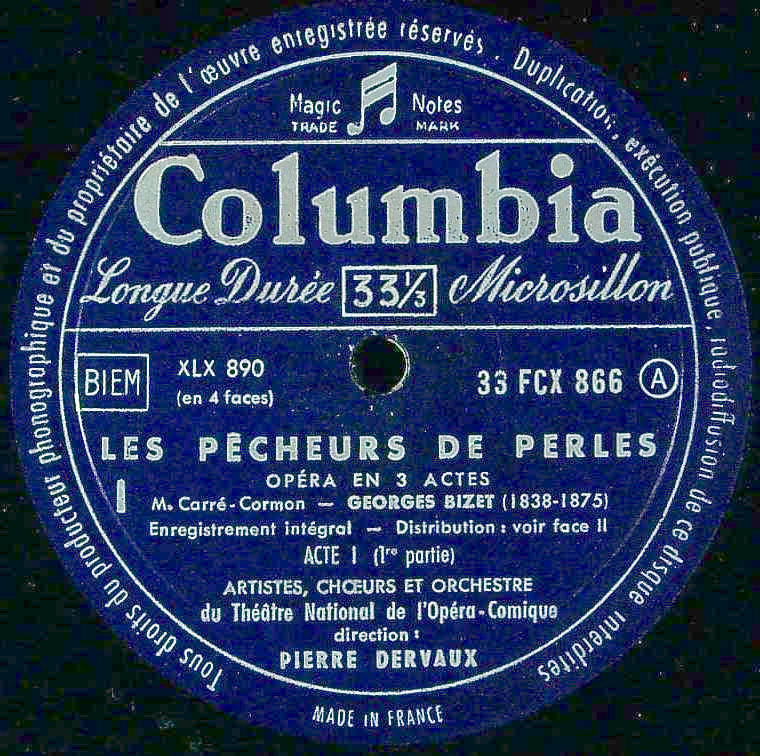 Tous droits du producteur phonographique et du propriétaire de l'œuvre enregistrée réservés. Duplication, exécution publique, radiodiffusion de ce disque interdites
Magic Notes
TRADE MARK
Columbia
Longue Durée 33⅓ Microsillon
BIEM XLX 890 33 FCX 866 A
(en 4 faces)
LES PÊCHEURS DE PERLES
OPÉRA EN 3 ACTES
I M. Carré-Cormon — GEORGES BIZET (1838-1875)
Enregistrement intégral — Distribution : voir face II
ACTE I (1re partie)
ARTISTES, CHŒURS ET ORCHESTRE
du Théâtre National de l'Opéra-Comique
direction :
PIERRE DERVAUX
MADE IN FRANCE